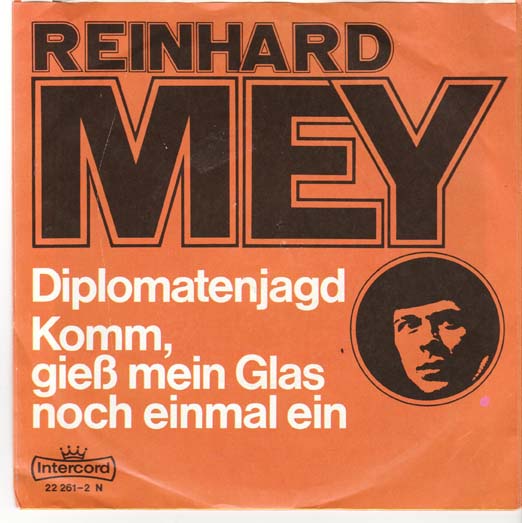 REINHARD
MEY
Diplomatenjagd
Komm,
gieß mein Glas
noch einmal ein
Intercord
22 261-2 N